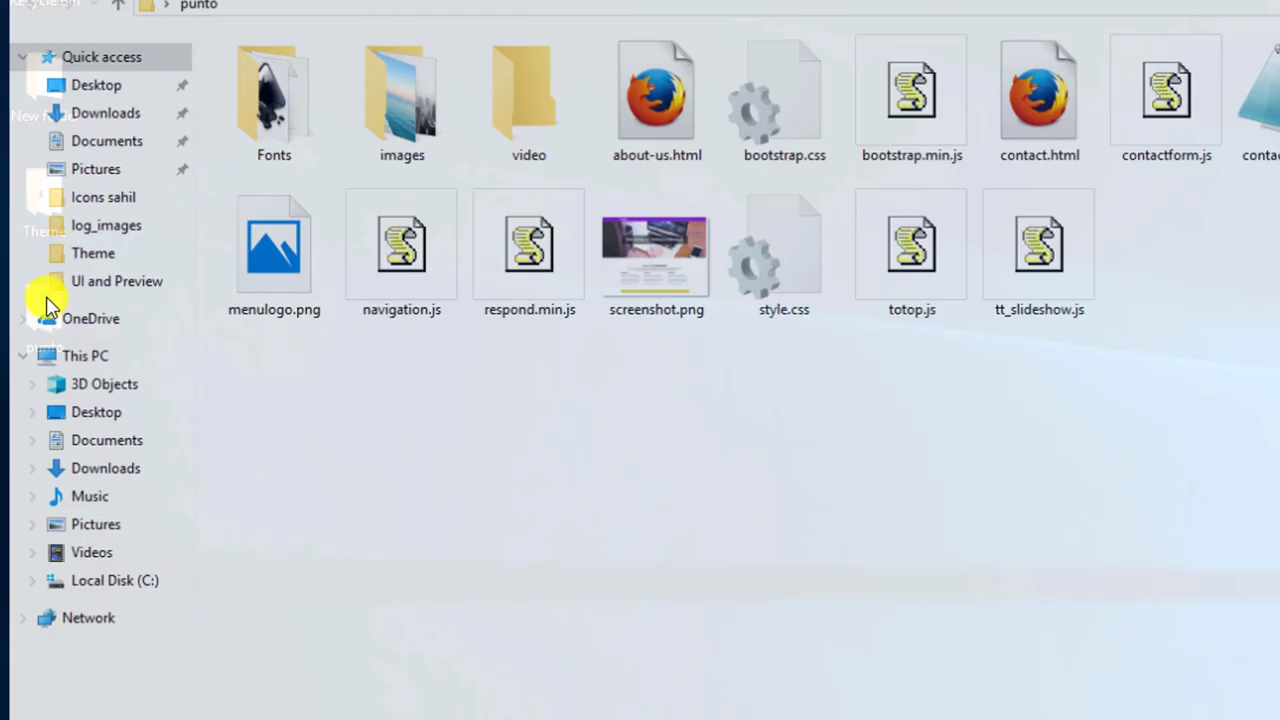 punto
Quick access
Desktop
Downloads
Documents
Pictures
Icons sahil
log_images
Theme
UI and Preview
OneDrive
This PC
3D Objects
Desktop
Documents
Downloads
Music
Pictures
Videos
Local Disk (C:)
Network
Fonts
images
video
about-us.html
bootstrap.css
bootstrap.min.js
contact.html
contactform.js
menulogo.png
navigation.js
respond.min.js
screenshot.png
style.css
totop.js
tt_slideshow.js
New
Theme
punto